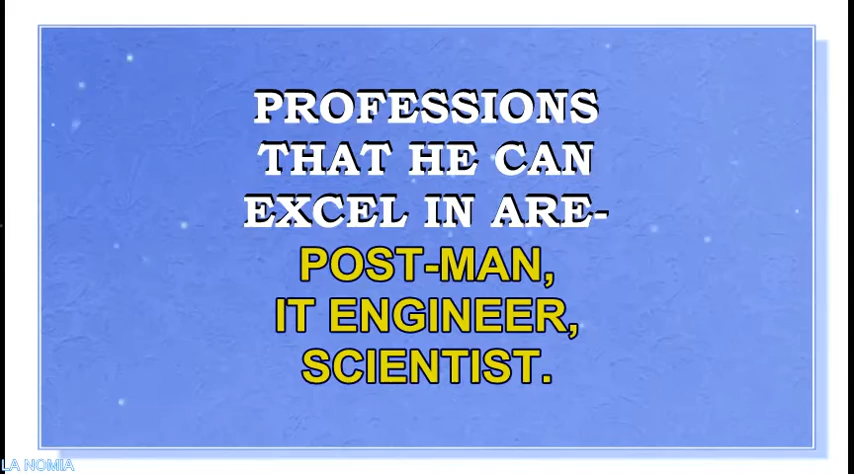 PROFESSIONS
THAT HE CAN
EXCEL IN ARE-
POST-MAN,
IT ENGINEER,
SCIENTIST.
LA NOMIA